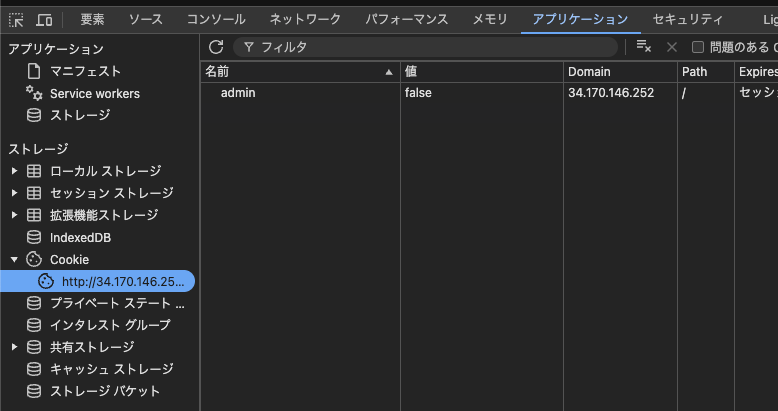 要素 ソース コンソール ネットワーク パフォーマンス メモリ アプリケーション セキュリティ Lig
アプリケーション
マニフェスト
Service workers
ストレージ
ストレージ
ローカル ストレージ
セッション ストレージ
拡張機能ストレージ
IndexedDB
Cookie
http://34.170.146.25...
プライベート ステート ...
インタレスト グループ
共有ストレージ
キャッシュ ストレージ
ストレージ バケット
フィルタ 問題のある C
名前 値 Domain Path Expires
admin false 34.170.146.252 / セッシ